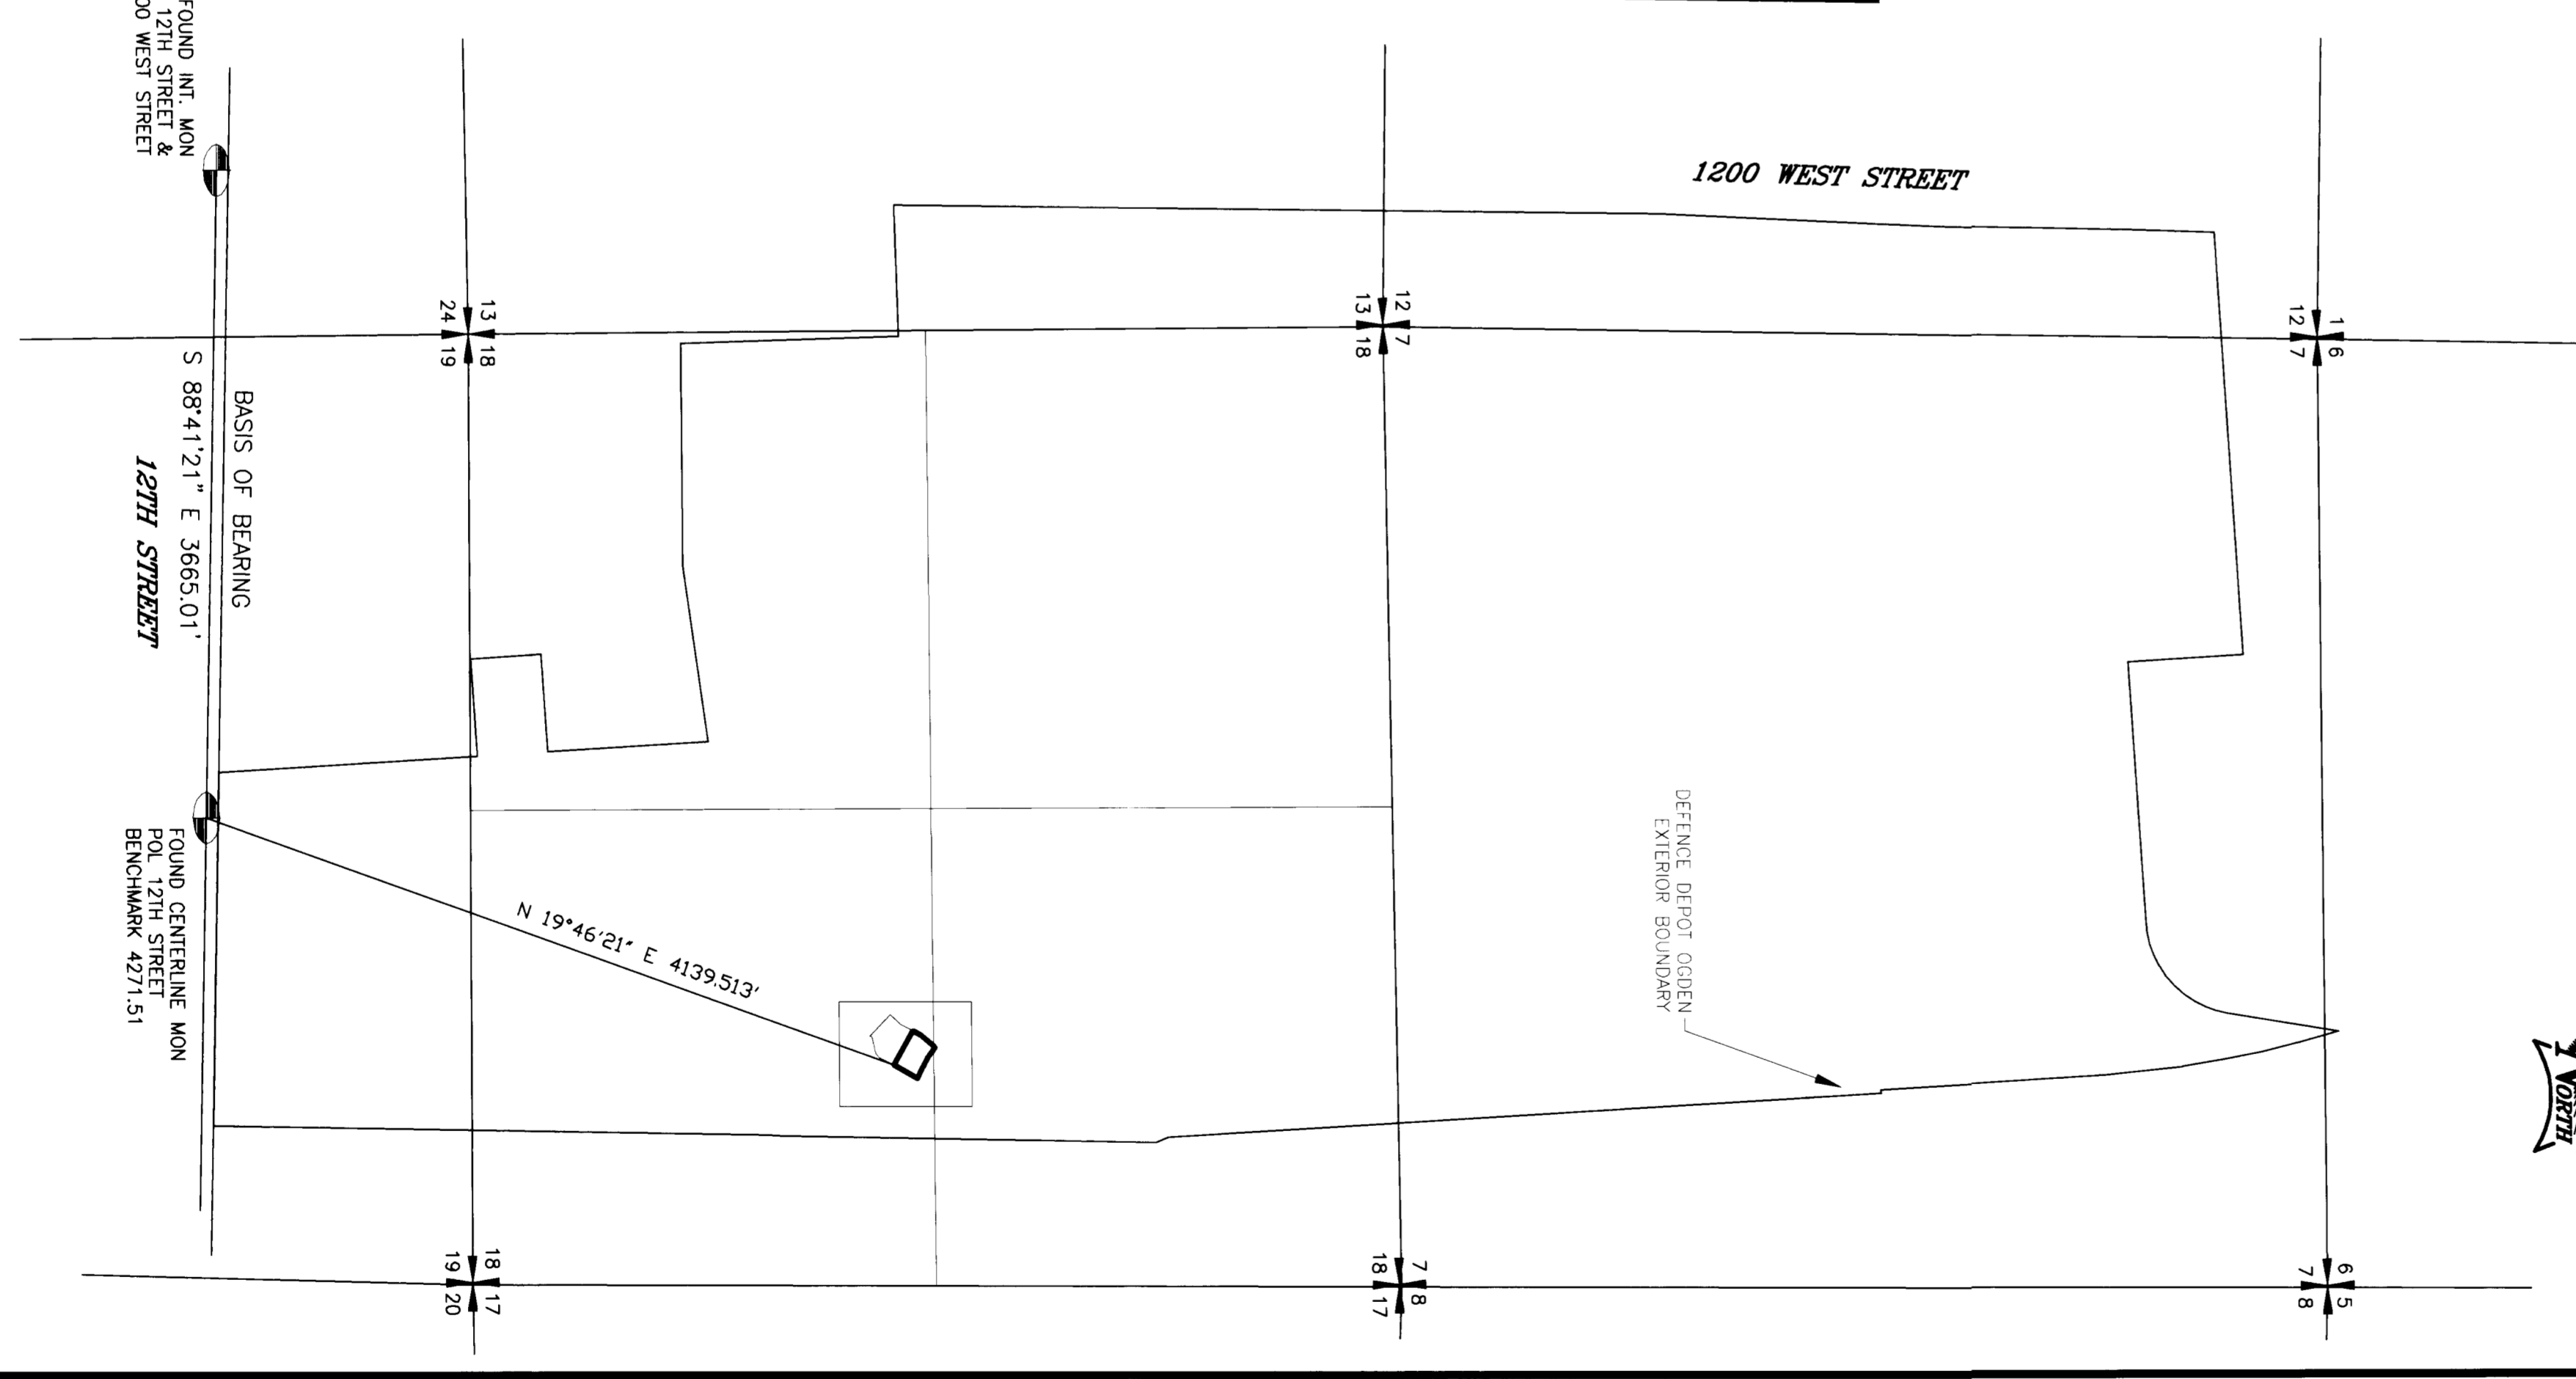 FOUND INT. MON
12TH STREET &
00 WEST STREET
1200 WEST STREET
13
24
18
19
12
13
7
18
1
12
6
7
BASIS OF BEARING
S 88°41'21" E 3665.01'
12TH STREET
FOUND CENTERLINE MON
POL 12TH STREET
BENCHMARK 4271.51
N 19°46'21" E 4139.513'
DEFENCE DEPOT OGDEN
EXTERIOR BOUNDARY
NORTH
18
19
17
20
7
18
8
17
6
7
5
8